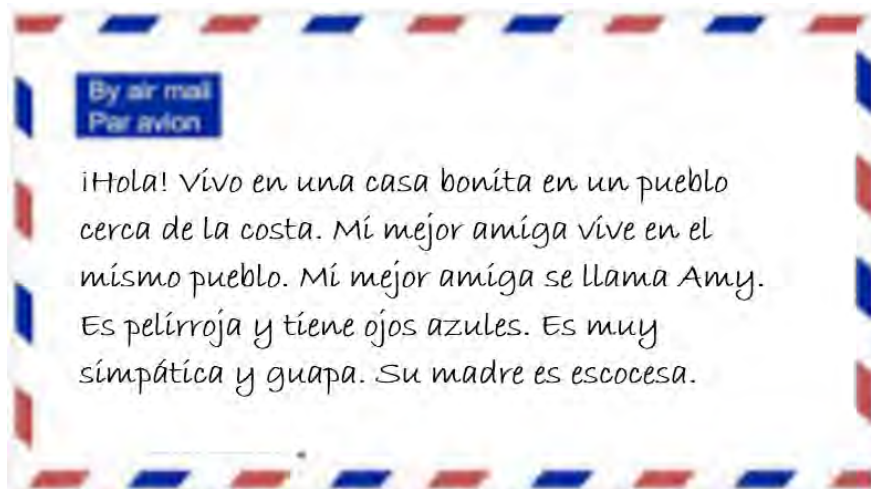 By air mail
Par avion
¡Hola! Vivo en una casa bonita en un pueblo
cerca de la costa. Mi mejor amiga vive en el
mismo pueblo. Mi mejor amiga se llama Amy.
Es pelirroja y tiene ojos azules. Es muy
simpática y guapa. Su madre es escocesa.